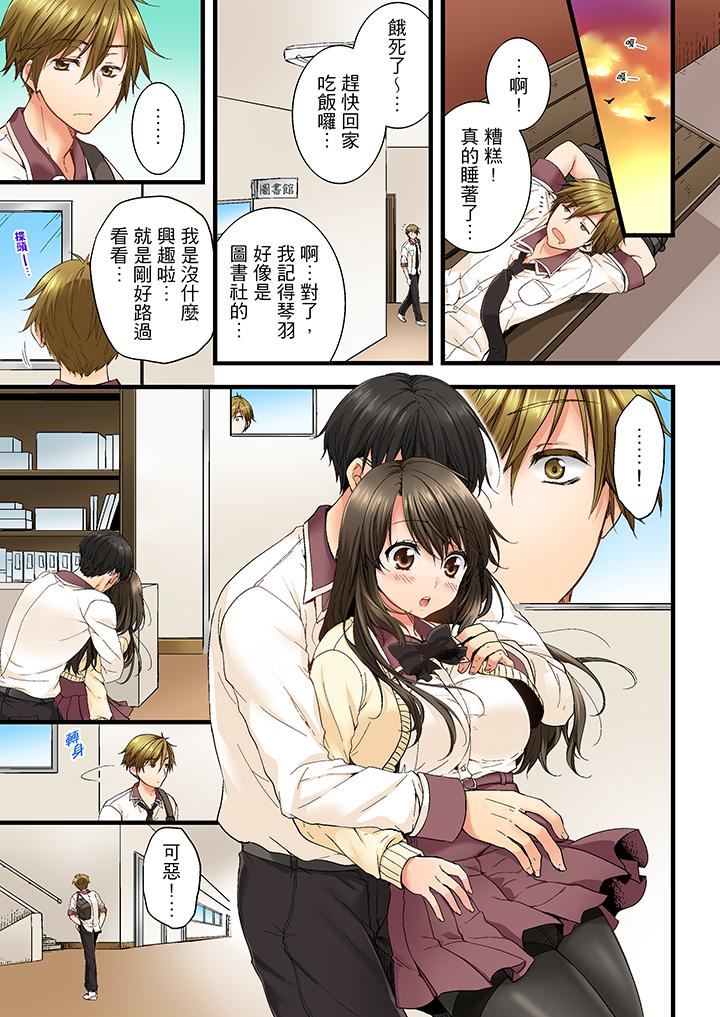 嘎…
嘎…
…啊！
糟糕！
真的睡著了…
餓死了～…
趕快回家
吃飯囉…
圖書館
啊…對了，
我記得琴羽
好像是
圖書社的…
……
我是沒什麼
興趣啦…
就是剛好路過
看看…
探頭—…
……！
轉身
可惡！…